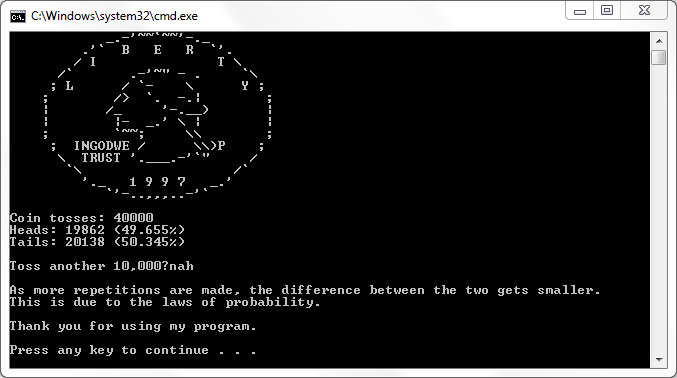 C:\Windows\system32\cmd.exe
B E R
I T
L Y
INGODWE P
TRUST
1 9 9 7
Coin tosses: 40000
Heads: 19862 (49.655%)
Tails: 20138 (50.345%)
Toss another 10,000?nah
As more repetitions are made, the difference between the two gets smaller.
This is due to the laws of probability.
Thank you for using my program.
Press any key to continue . . .